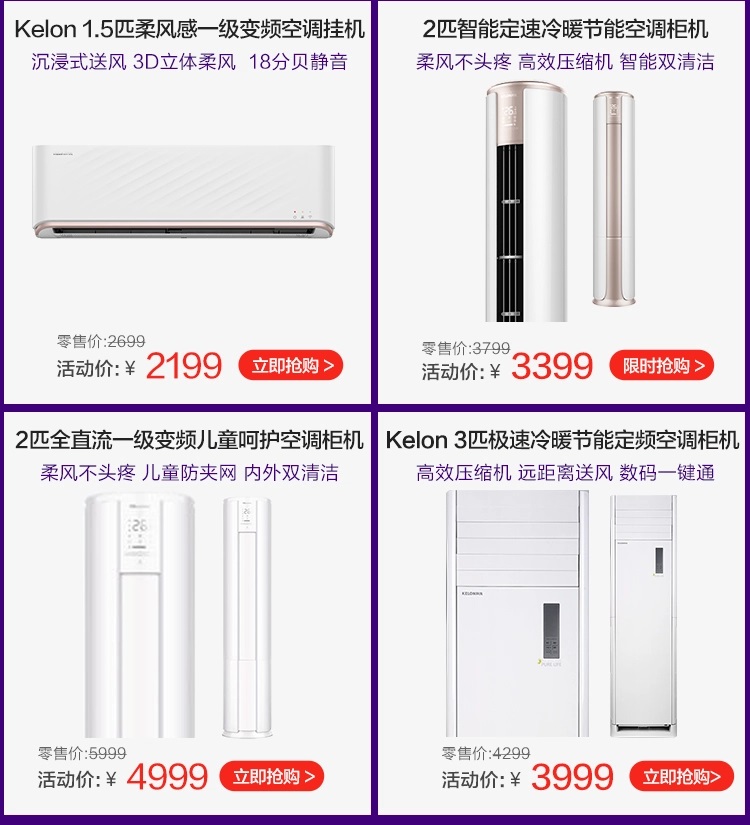 Kelon 1.5匹柔风感一级变频空调挂机
沉浸式送风 3D立体柔风 18分贝静音
零售价:2699
活动价:¥ 2199
立即抢购 >
2匹智能定速冷暖节能空调柜机
柔风不头疼 高效压缩机 智能双清洁
零售价:3799
活动价:¥ 3399
限时抢购 >
2匹全直流一级变频儿童呵护空调柜机
柔风不头疼 儿童防夹网 内外双清洁
26
零售价:5999
活动价:¥ 4999
立即抢购 >
Kelon 3匹极速冷暖节能定频空调柜机
高效压缩机 远距离送风 数码一键通
零售价:4299
活动价:¥ 3999
立即抢购>